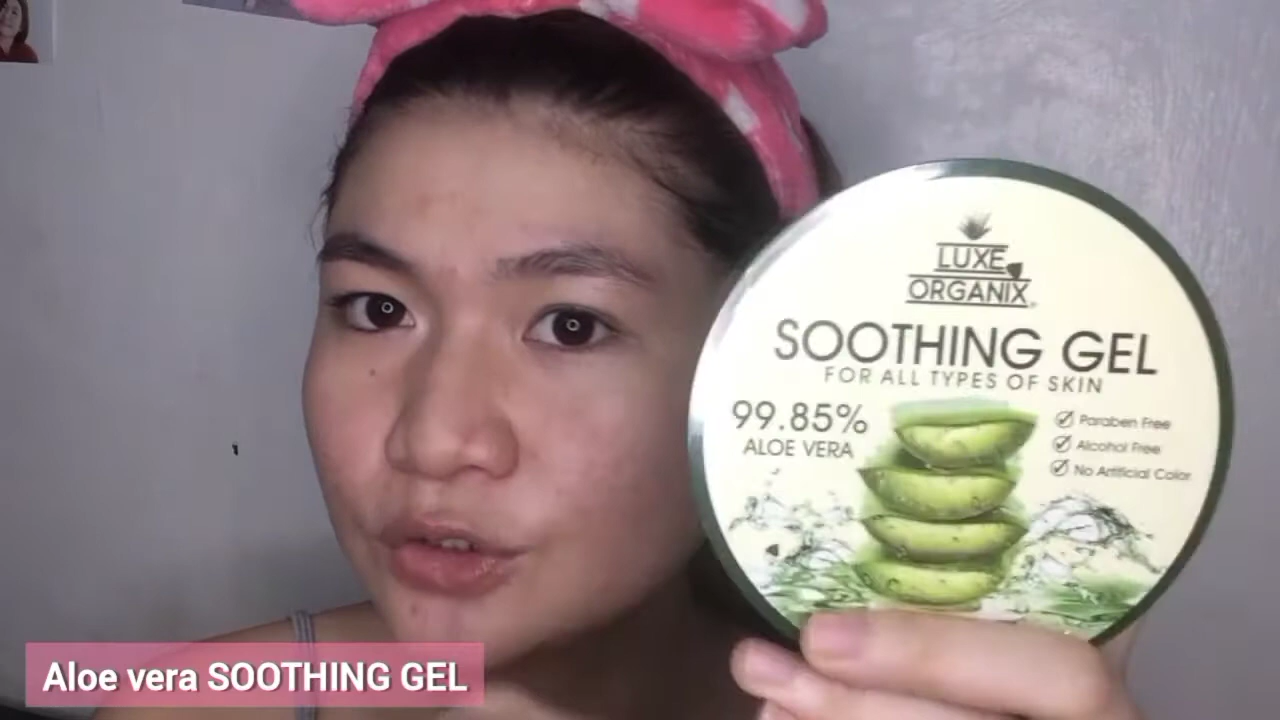 LUXE
ORGANIX
SOOTHING GEL
FOR ALL TYPES OF SKIN
99.85%
ALOE VERA
Paraben Free
Alcohol Free
No Artificial Color
Aloe vera SOOTHING GEL